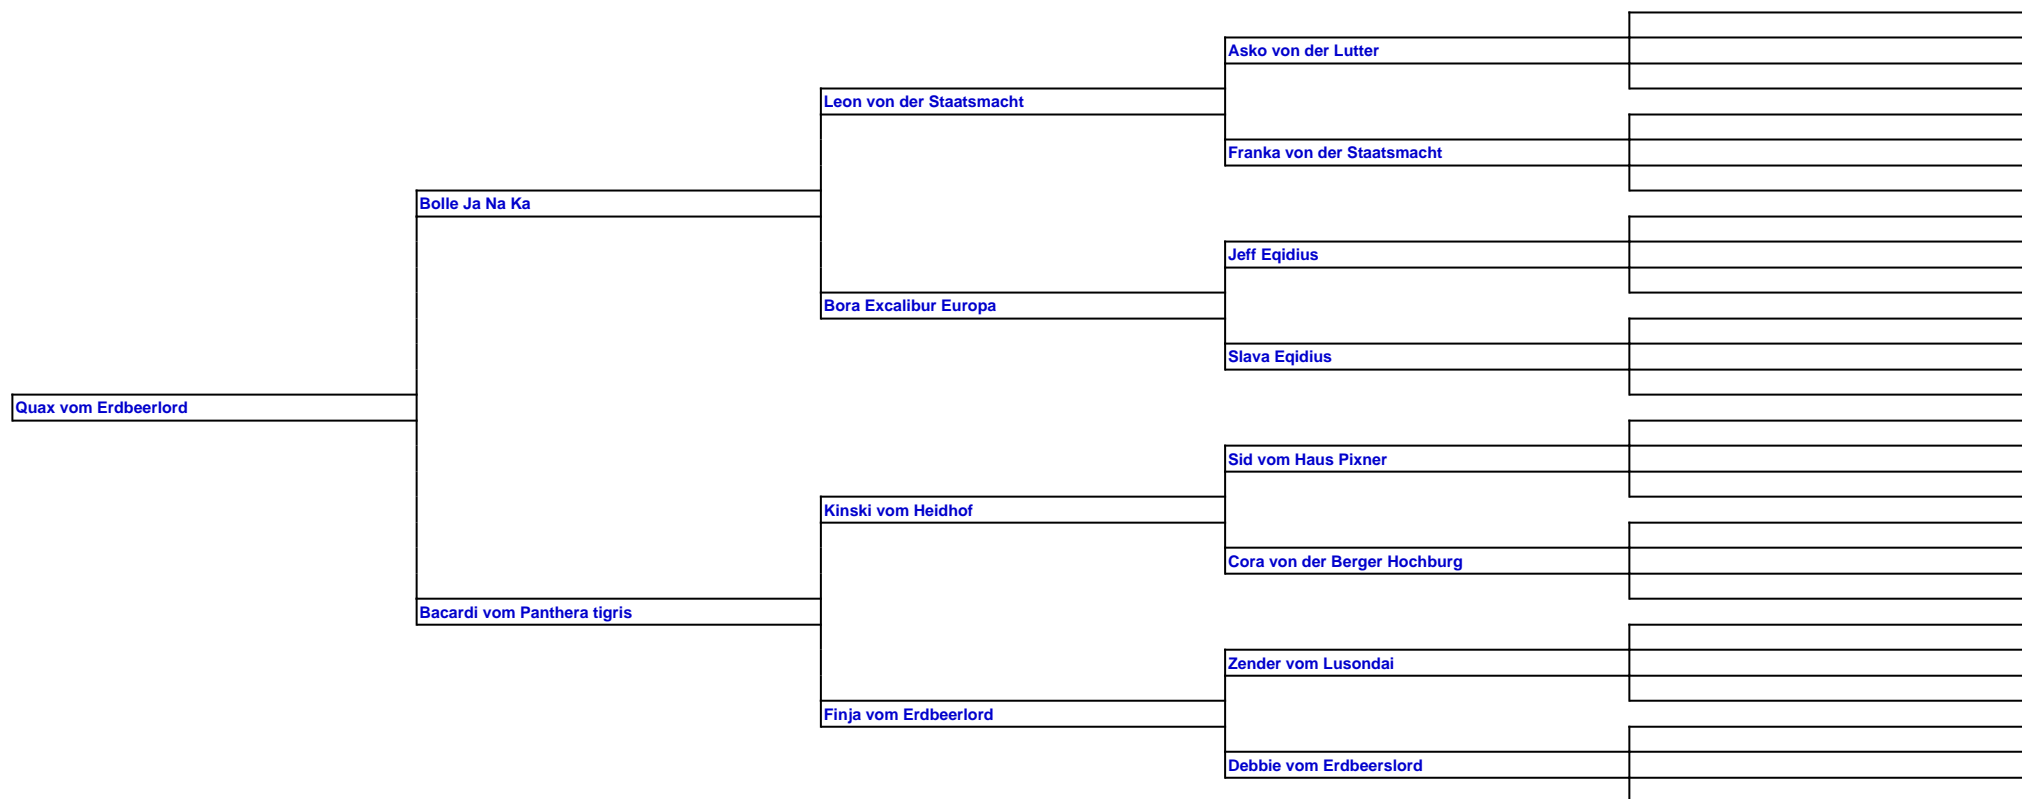 Asko von der Lutter
Leon von der Staatsmacht
Franka von der Staatsmacht
Bolle Ja Na Ka
Jeff Eqidius
Bora Excalibur Europa
Slava Eqidius
Quax vom Erdbeerlord
Sid vom Haus Pixner
Kinski vom Heidhof
Cora von der Berger Hochburg
Bacardi vom Panthera tigris
Zender vom Lusondai
Finja vom Erdbeerlord
Debbie vom Erdbeerslord